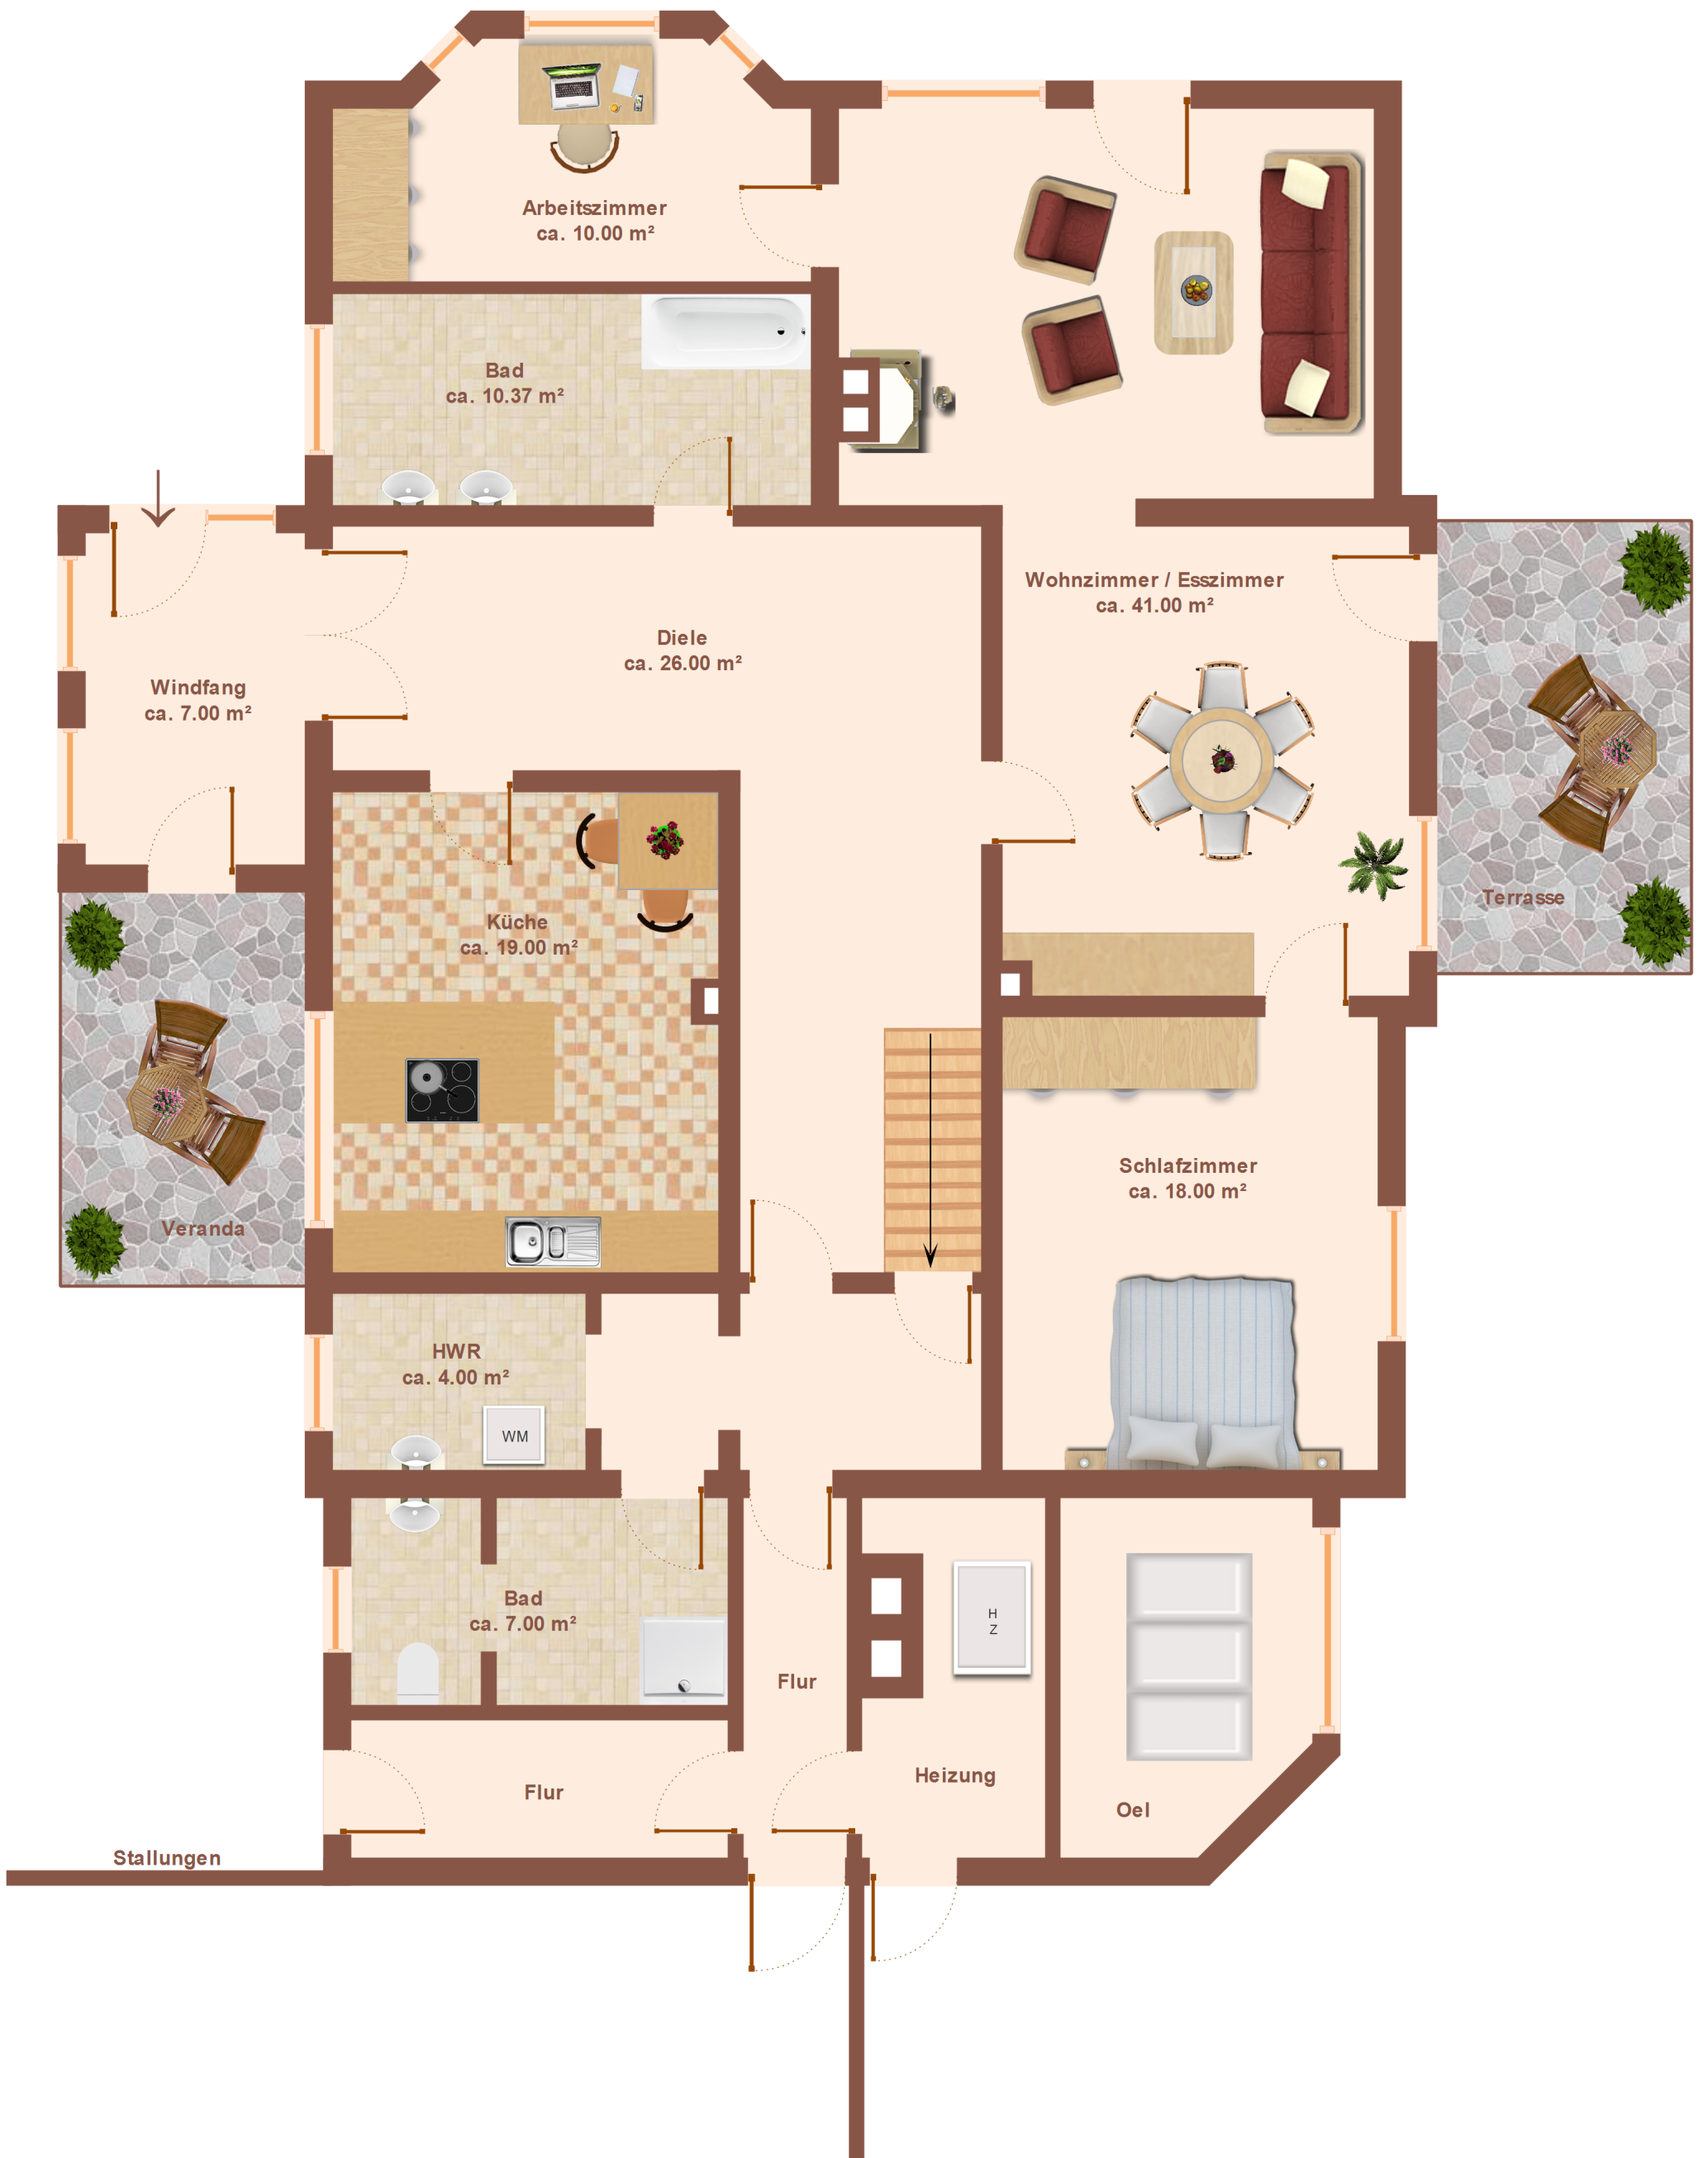 Arbeitszimmer
ca. 10.00 m²
Bad
ca. 10.37 m²
Wohnzimmer / Esszimmer
ca. 41.00 m²
Diele
ca. 26.00 m²
Windfang
ca. 7.00 m²
Terrasse
Küche
ca. 19.00 m²
Schlafzimmer
ca. 18.00 m²
Veranda
HWR
ca. 4.00 m²
WM
Bad
ca. 7.00 m²
H
Z
Flur
Heizung
Flur
Oel
Stallungen